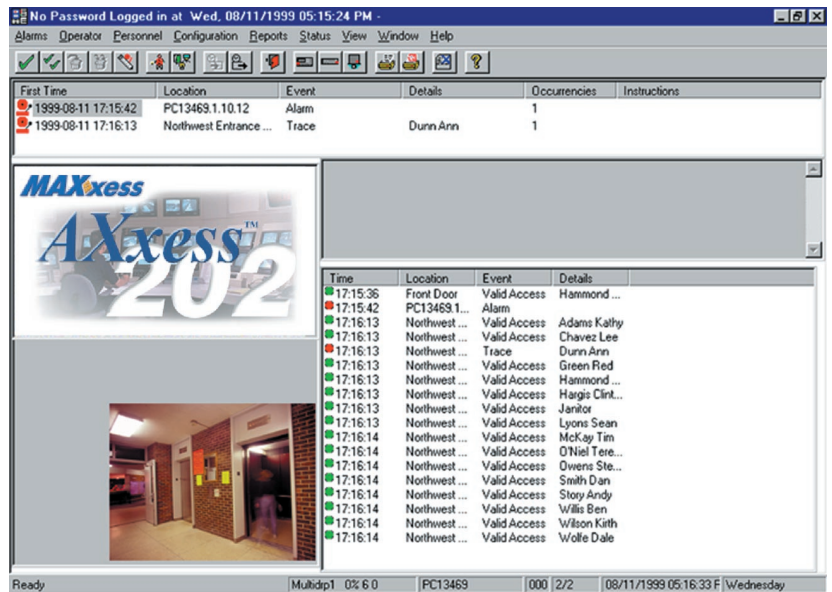 No Password Logged in at Wed, 08/11/1999 05:15:24 PM -
Alarms Operator Personnel Configuration Reports Status View Window Help
First Time Location Event Details Occurrencies Instructions
1999-08-11 17:15:42 PC13469.1.10.12 Alarm 1
1999-08-11 17:16:13 Northwest Entrance ... Trace Dunn Ann 1
MAXxess
AXxess™
202
Time Location Event Details
17:15:36 Front Door Valid Access Hammond ...
17:15:42 PC13469.1... Alarm
17:16:13 Northwest ... Valid Access Adams Kathy
17:16:13 Northwest ... Valid Access Chavez Lee
17:16:13 Northwest ... Trace Dunn Ann
17:16:13 Northwest ... Valid Access Green Red
17:16:13 Northwest ... Valid Access Hammond ...
17:16:13 Northwest ... Valid Access Hargis Clint...
17:16:13 Northwest ... Valid Access Janitor
17:16:13 Northwest ... Valid Access Lyons Sean
17:16:14 Northwest ... Valid Access McKay Tim
17:16:14 Northwest ... Valid Access O'Niel Tere...
17:16:14 Northwest ... Valid Access Owens Ste...
17:16:14 Northwest ... Valid Access Smith Dan
17:16:14 Northwest ... Valid Access Story Andy
17:16:14 Northwest ... Valid Access Willis Ben
17:16:14 Northwest ... Valid Access Wilson Kirth
17:16:14 Northwest ... Valid Access Wolfe Dale
Ready Multidrp1 0% 6 0 PC13469 000 2/2 08/11/1999 05:16:33 F Wednesday